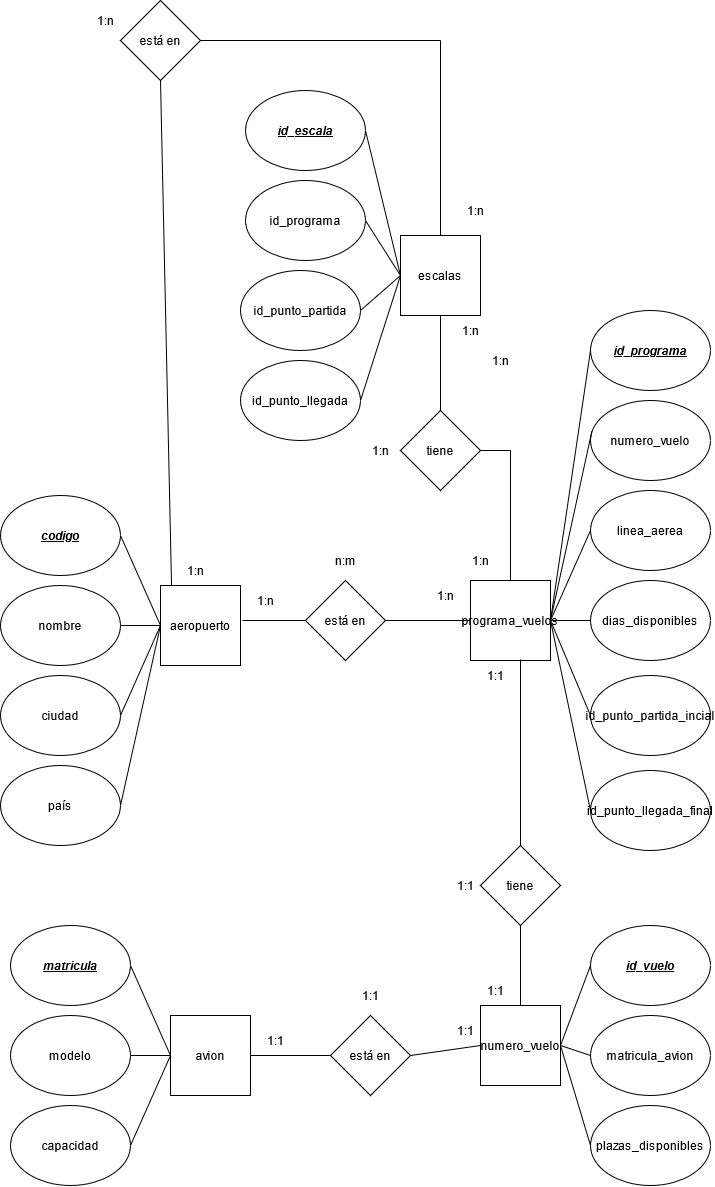 1:n
está en
id_escala
id_programa
1:n
escalas
id_punto_partida
1:n
id_programa
1:n
id_punto_llegada
numero_vuelo
1:n
tiene
codigo
linea_aerea
n:m
1:n
1:n
1:n
1:n
nombre
aeropuerto
está en
programa_vuelos
dias_disponibles
1:1
ciudad
id_punto_partida_incial
país
id_punto_llegada_final
1:1
tiene
matricula
id_vuelo
1:1
1:1
1:1
1:1
modelo
avion
está en
numero_vuelo
matricula_avion
capacidad
plazas_disponibles